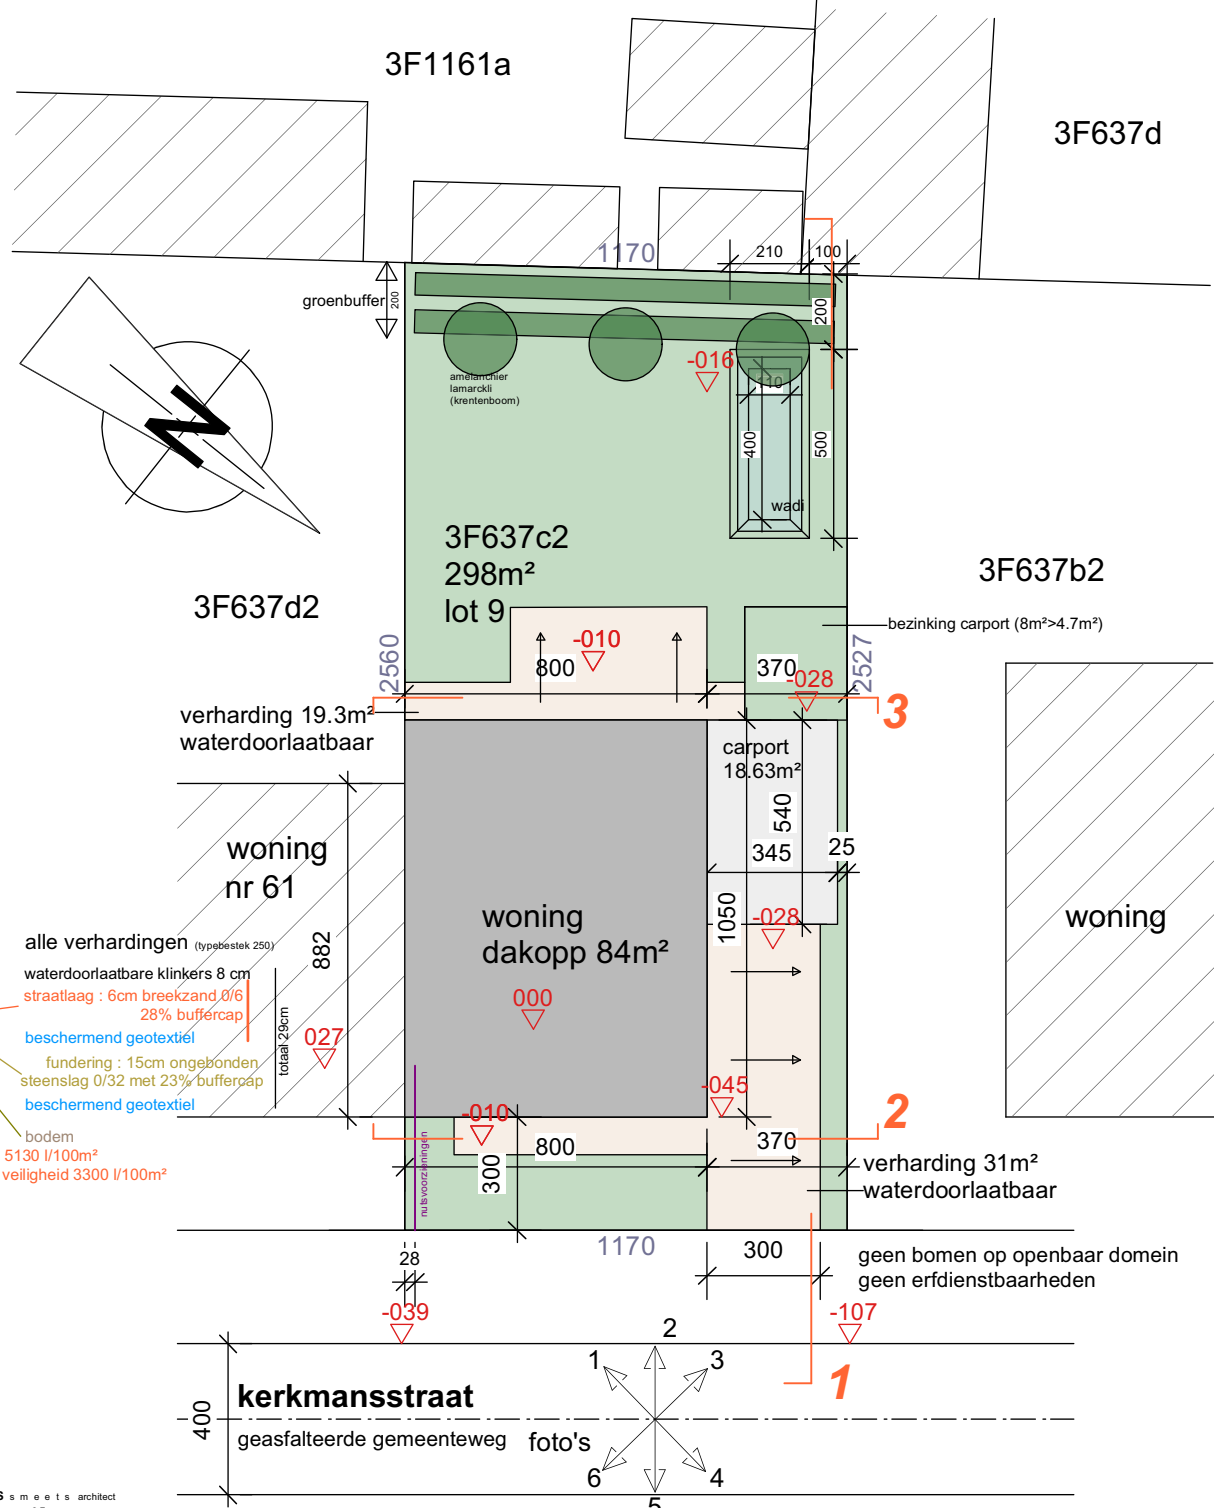 3F1161a
3F637d
1170
210
100
groenbuffer
200
200
-016
amelanchier
lamarckli
(krentenboom)
110
400
500
wadi
N
3F637c2
298m²
lot 9
3F637b2
3F637d2
bezinking carport (8m²>4.7m²)
-010
2560
800
370
2527
-028
3
verharding 19.3m²
waterdoorlaatbaar
carport
18.63m²
540
345
25
woning
nr 61
1050
-028
woning
dakopp 84m²
woning
882
alle verhardingen (typebestek 250)
waterdoorlaatbare klinkers 8 cm
straatlaag : 6cm breekzand 0/6
28% buffercap
000
beschermend geotextiel
027
totaal 29cm
fundering : 15cm ongebonden
steenslag 0/32 met 23% buffercap
beschermend geotextiel
-045
-010
2
bodem
5130 l/100m²
veiligheid 3300 l/100m²
nutsvoorzieningen
800
370
300
verharding 31m²
waterdoorlaatbaar
1170
300
28
geen bomen op openbaar domein
geen erfdienstbaarheden
-039
-107
2
1
3
1
400
kerkmansstraat
geasfalteerde gemeenteweg
foto's
6
4
5
s smeets architect